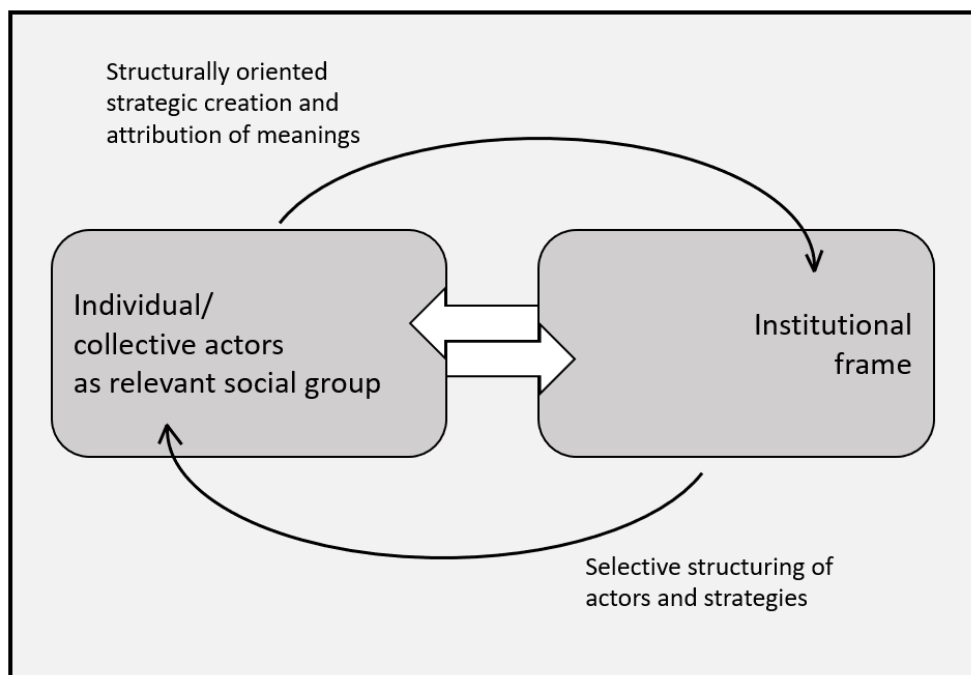 Structurally oriented
strategic creation and
attribution of meanings
Individual/
collective actors
as relevant social group
Institutional
frame
Selective structuring of
actors and strategies